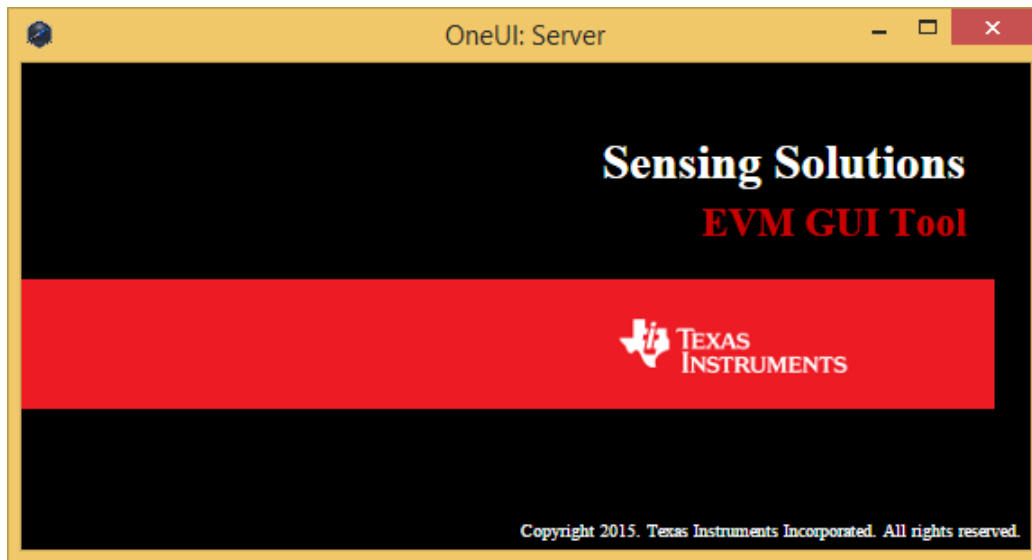 OneUI: Server
Sensing Solutions
EVM GUI Tool
TEXAS
INSTRUMENTS
Copyright 2015. Texas Instruments Incorporated. All rights reserved.